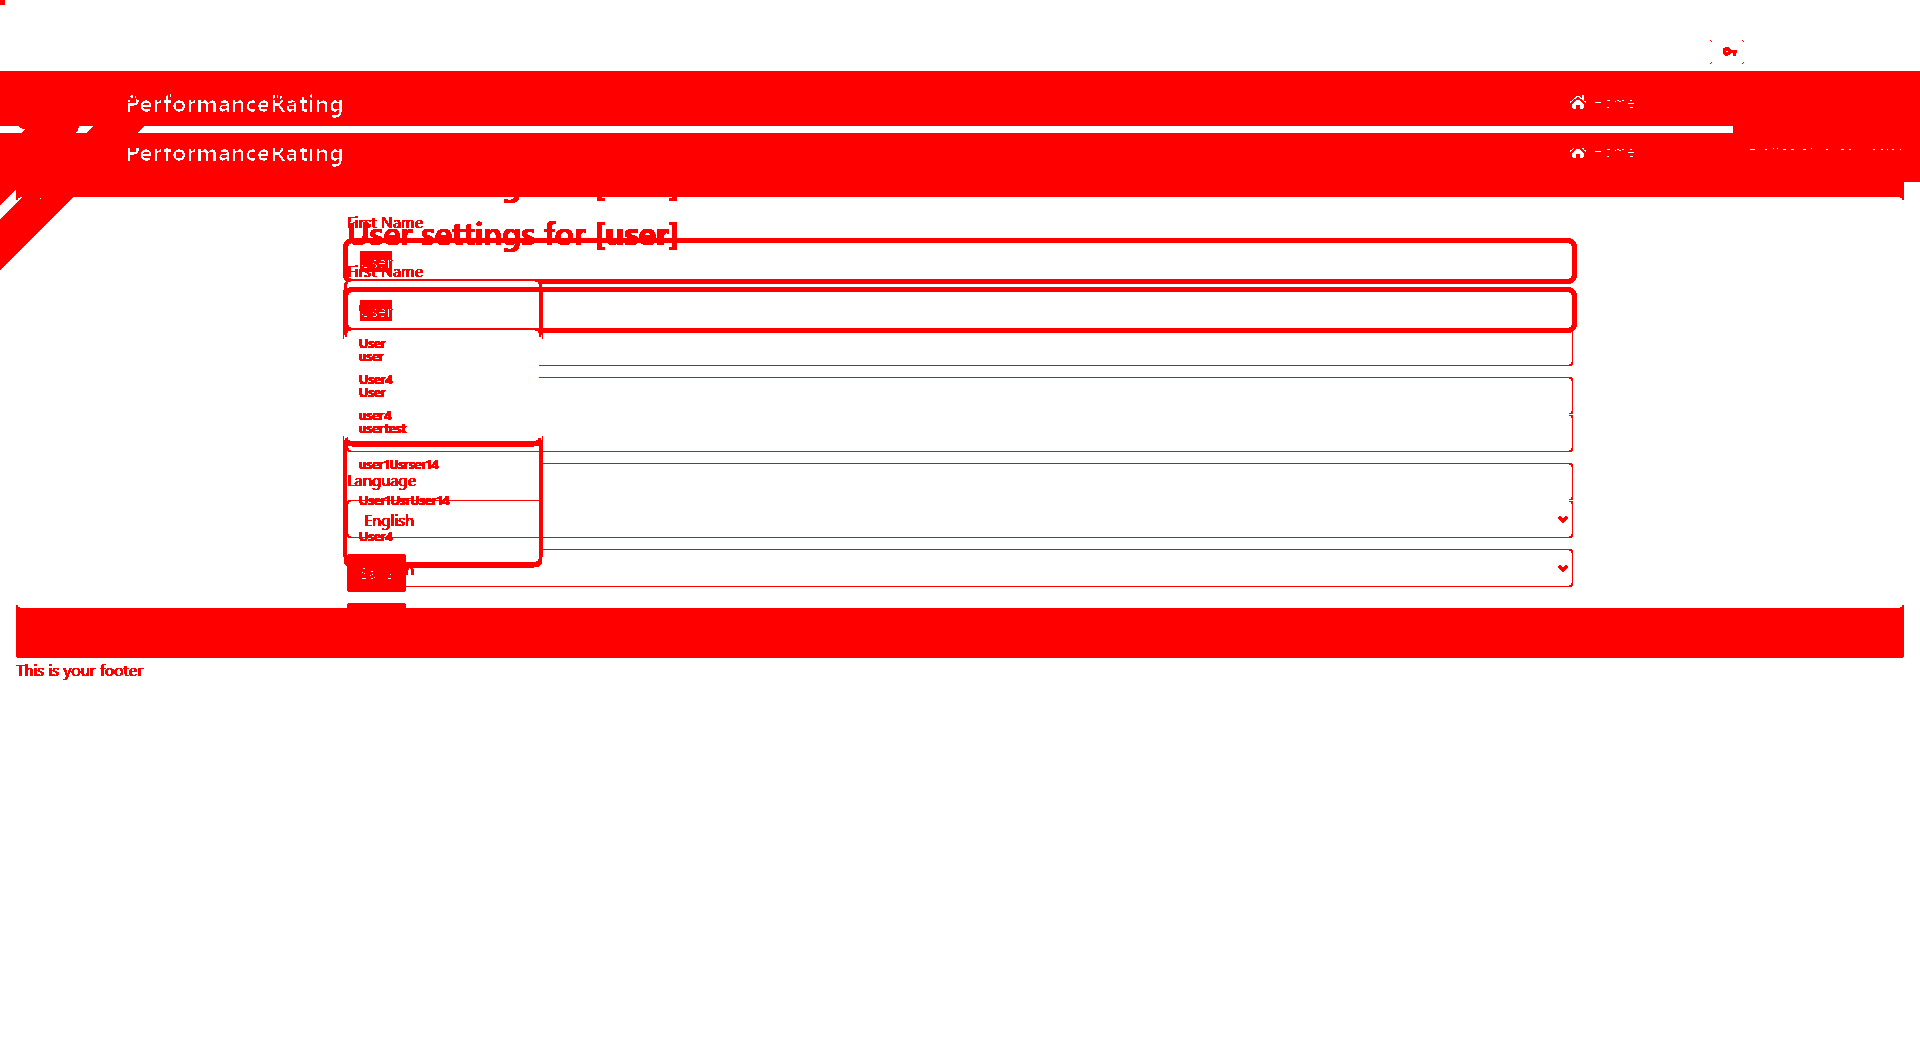 PerformanceRating Home
PerformanceRating Home
First Name
User settings for [user]
User
First Name
User
User
user
User4
User
user4
usertest
user1Usrser14
Language
User1UsrUser14
English
User4
This is your footer